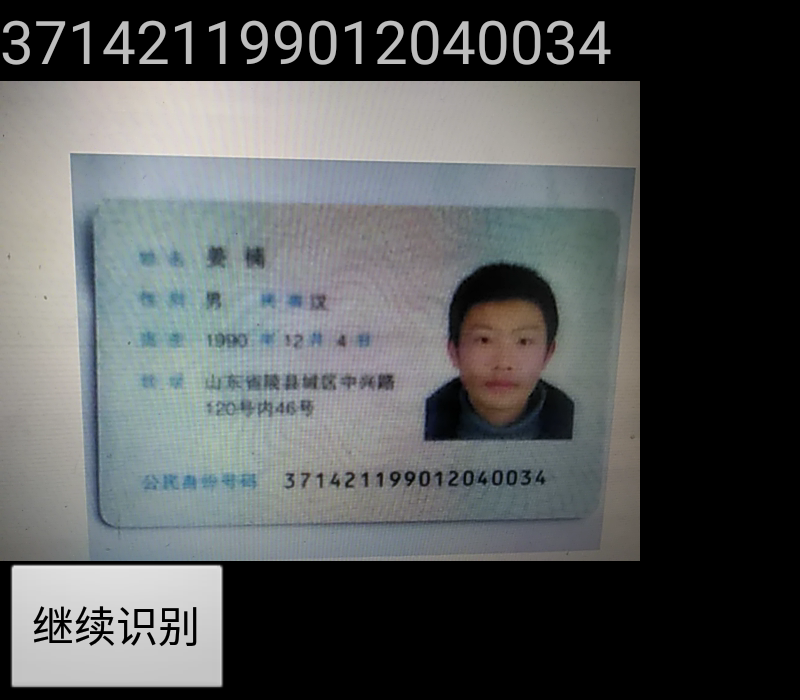 371421199012040034
姓名 姜楠
性别 男 民族 汉
出生 1990 年 12 月 4 日
住址 山东省陵县城区中兴路
120号内46号
公民身份号码 371421199012040034
继续识别